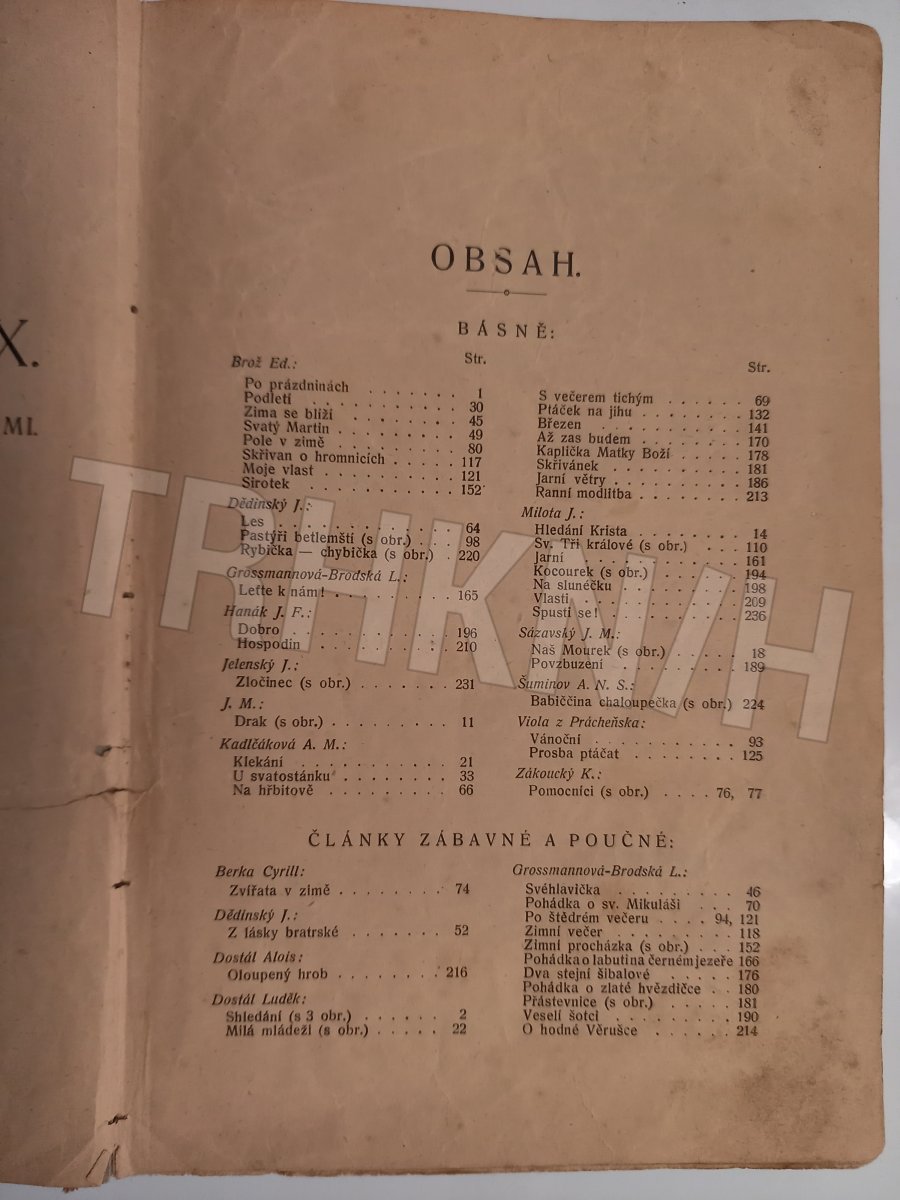 X.
MI.
OBSAH.
BÁSNĚ:
Str.
Brož Ed.:
Po prázdninách . . . . . . 1
Podletí . . . . . . . 30
Zima se blíží . . . . . . 45
Svatý Martin . . . . . . 49
Pole v zimě . . . . . . 80
Skřivan o hromnicích . . . . . 117
Moje vlast . . . . . . . 121
Sirotek . . . . . . . . 152
Dědinský J.:
Les . . . . . . . . . . 64
Pastýři betlemští (s obr.) . . . 98
Rybička — chybička (s obr.) . 220
Grossmannová-Brodská L.:
Leťte k nám! . . . . . . . 165
Hanák J. F.:
Dobro . . . . . . . . . 196
Hospodin . . . . . . . . 210
Jelenský J.:
Zločinec (s obr.) . . . . . . . 231
J. M.:
Drak (s obr.) . . . . . . . . . 11
Kadlčáková A. M.:
Klekání . . . . . . . . . . 21
U svatostánku . . . . . . . . 33
Na hřbitově . . . . . . . . . 66
Str.
S večerem tichým . . . . . . 69
Ptáček na jihu . . . . . . . 132
Březen . . . . . . . . . 141
Až zas budem . . . . . . . 170
Kaplička Matky Boží . . . . . 178
Skřivánek . . . . . . . . 181
Jarní větry . . . . . . . . 186
Ranní modlitba . . . . . . . 213
Milota J.:
Hledání Krista . . . . . . . 14
Sv. Tři králové (s obr.) . . . 110
Jarní . . . . . . . . . . 161
Kocourek (s obr.) . . . . . 194
Na slunéčku . . . . . . . 198
Vlasti . . . . . . . . . 209
Spusti se! . . . . . . . . 236
Sázavský J. M.:
Naš Mourek (s obr.) . . . . . 18
Povzbuzení . . . . . . . . 189
Šuminov A. N. S.:
Babiččina chaloupečka (s obr.) 224
Viola z Prácheňska:
Vánoční . . . . . . . . . . 93
Prosba ptáčat . . . . . . . . 125
Zákoucký K.:
Pomocníci (s obr.) . . . . 76, 77
ČLÁNKY ZÁBAVNÉ A POUČNÉ:
Berka Cyrill:
Zvířata v zimě . . . . . . . . 74
Dědinský J.:
Z lásky bratrské . . . . . . . 52
Dostál Alois:
Oloupený hrob . . . . . . . . 216
Dostál Luděk:
Shledání (s 3 obr.) . . . . . . 2
Milá mládeži (s obr.) . . . . . . 22
Grossmannová-Brodská L.:
Svéhlavička . . . . . . . . 46
Pohádka o sv. Mikuláši . . . 70
Po štědrém večeru . . . . 94, 121
Zimní večer . . . . . . . . 118
Zimní procházka (s obr.) . . . 152
Pohádka o labuti na černém jezeře 166
Dva stejní šibalové . . . . . 176
Pohádka o zlaté hvězdičce . . 180
Přástevnice (s obr.) . . . . . 181
Veselí šotci . . . . . . . . 190
O hodné Věrušce . . . . . . 214
TRHKNIH